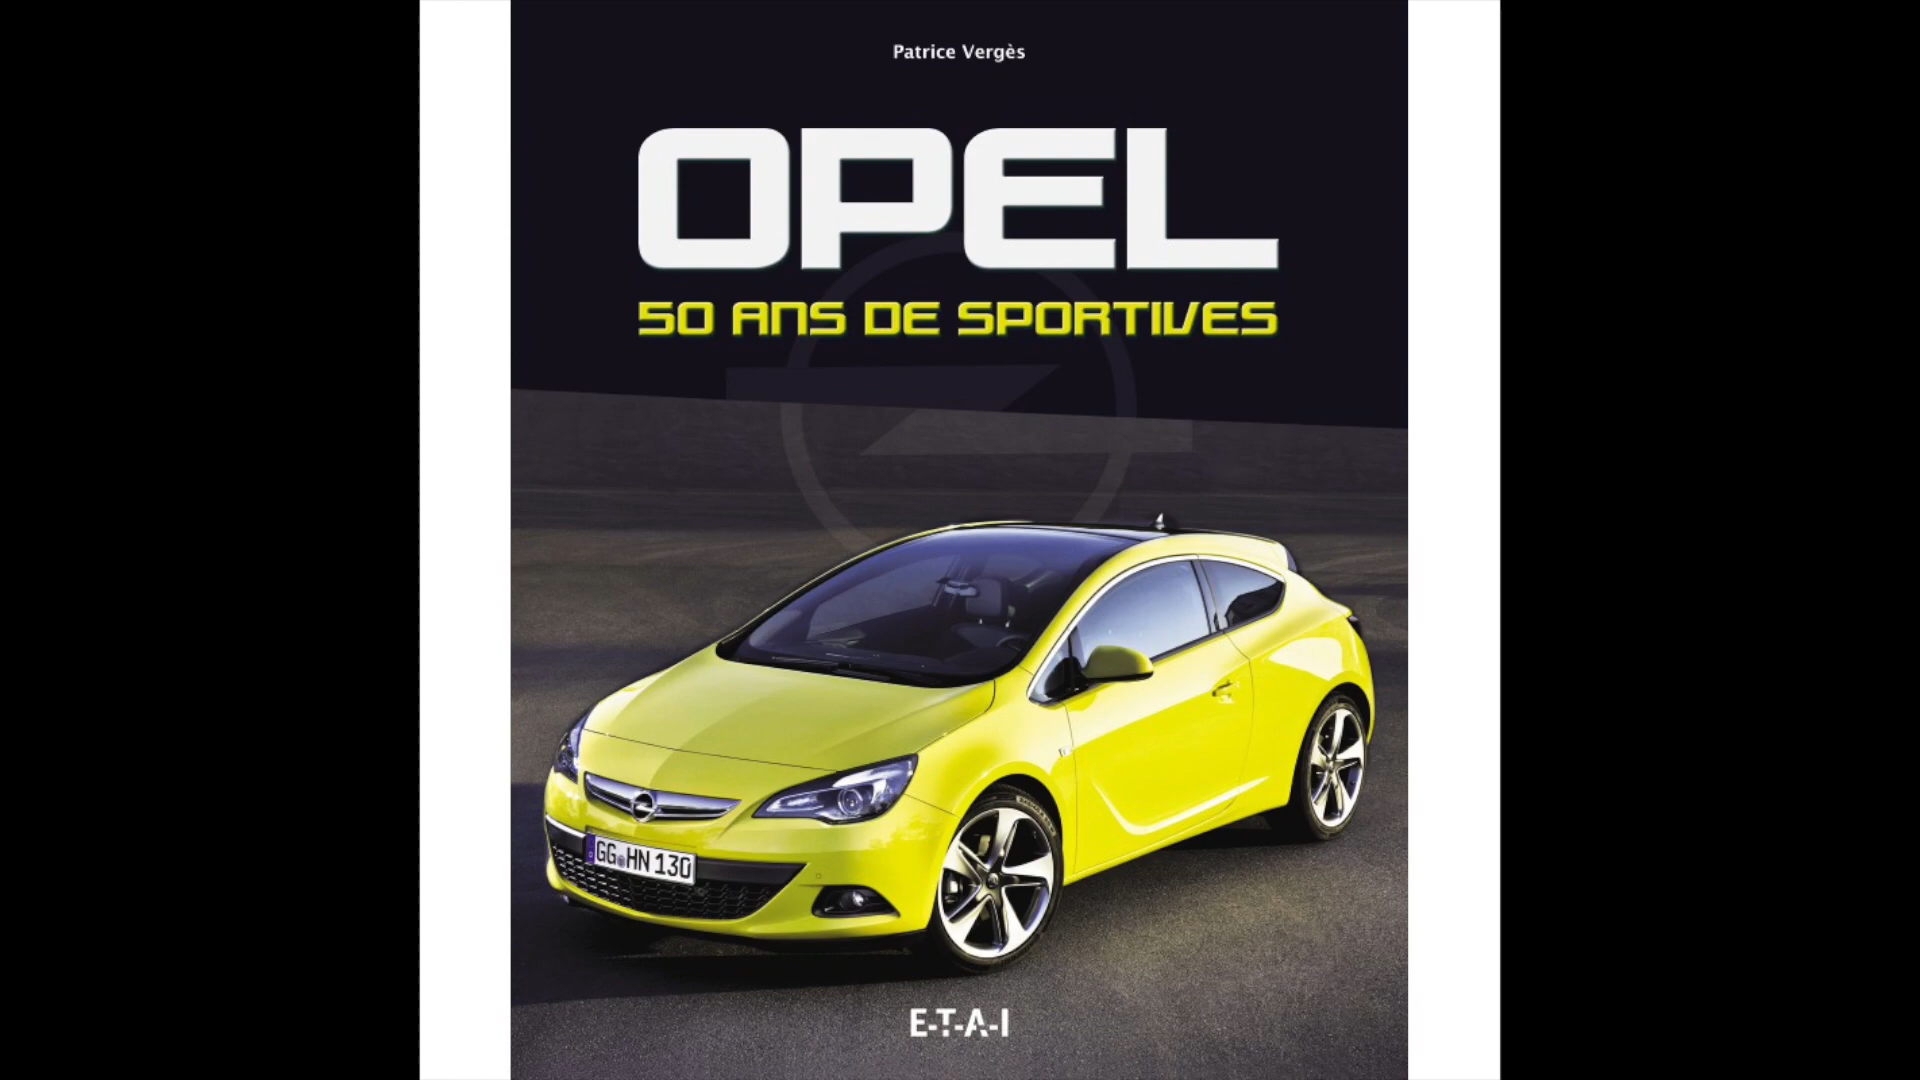 Patrice Vergès
OPEL
50 ANS DE SPORTIVES
GG HN 130
E-T-A-I